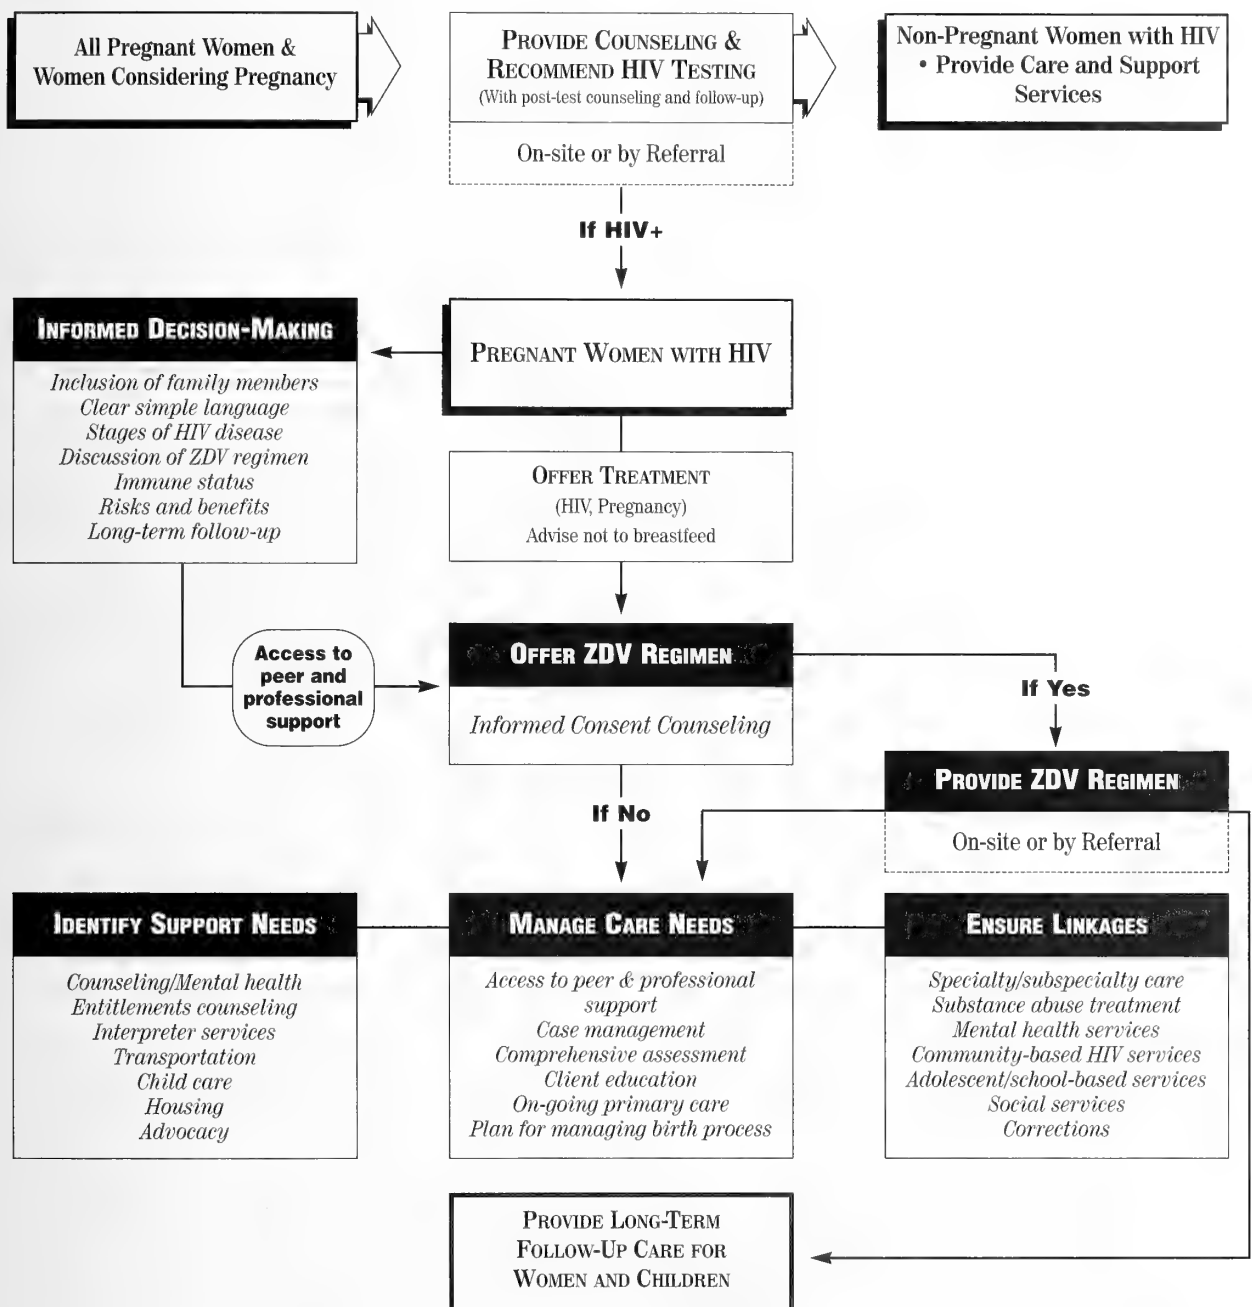 All Pregnant Women &
Women Considering Pregnancy
PROVIDE COUNSELING &
RECOMMEND HIV TESTING
(With post-test counseling and follow-up)
On-site or by Referral
Non-Pregnant Women with HIV
• Provide Care and Support
Services
If HIV+
INFORMED DECISION-MAKING
Inclusion of family members
Clear simple language
Stages of HIV disease
Discussion of ZDV regimen
Immune status
Risks and benefits
Long-term follow-up
PREGNANT WOMEN WITH HIV
OFFER TREATMENT
(HIV, Pregnancy)
Advise not to breastfeed
Access to
peer and
professional
support
OFFER ZDV REGIMEN
Informed Consent Counseling
If Yes
PROVIDE ZDV REGIMEN
On-site or by Referral
If No
IDENTIFY SUPPORT NEEDS
Counseling/Mental health
Entitlements counseling
Interpreter services
Transportation
Child care
Housing
Advocacy
MANAGE CARE NEEDS
Access to peer & professional
support
Case management
Comprehensive assessment
Client education
On-going primary care
Plan for managing birth process
ENSURE LINKAGES
Specialty/subspecialty care
Substance abuse treatment
Mental health services
Community-based HIV services
Adolescent/school-based services
Social services
Corrections
PROVIDE LONG-TERM
FOLLOW-UP CARE FOR
WOMEN AND CHILDREN